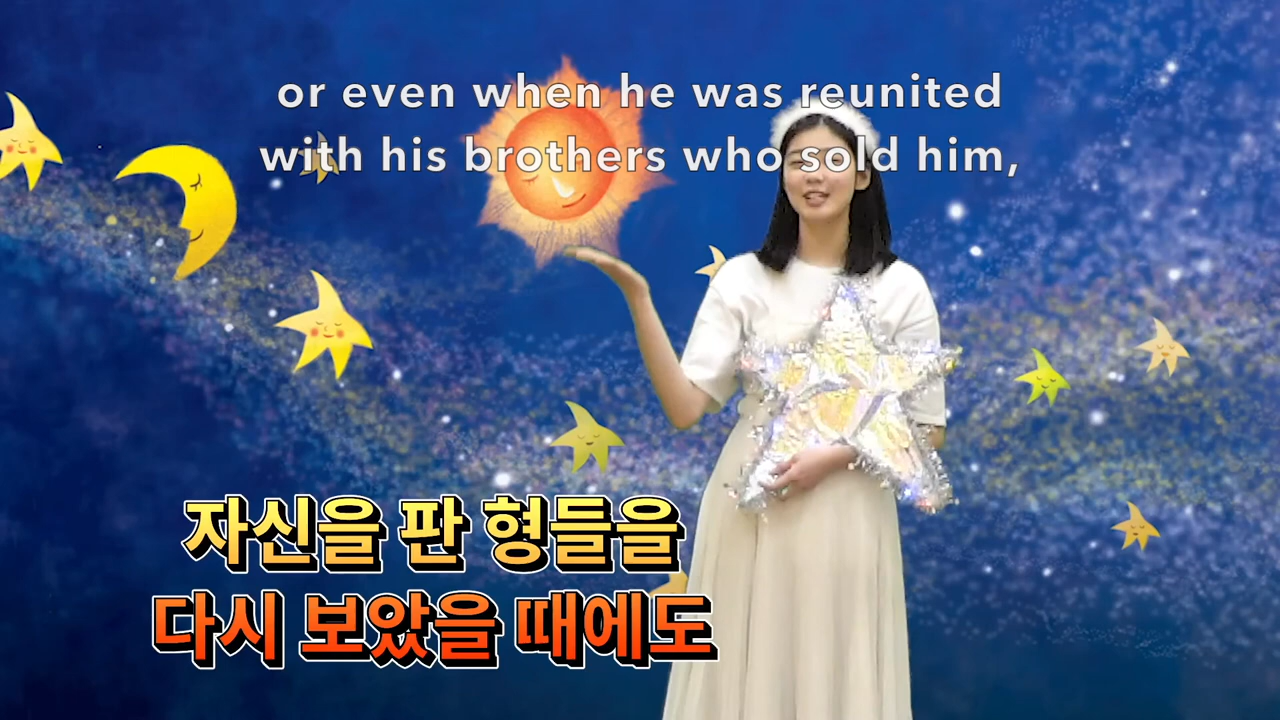 or even when he was reunited
with his brothers who sold him,
자신을 판 형들을
다시 보았을 때에도